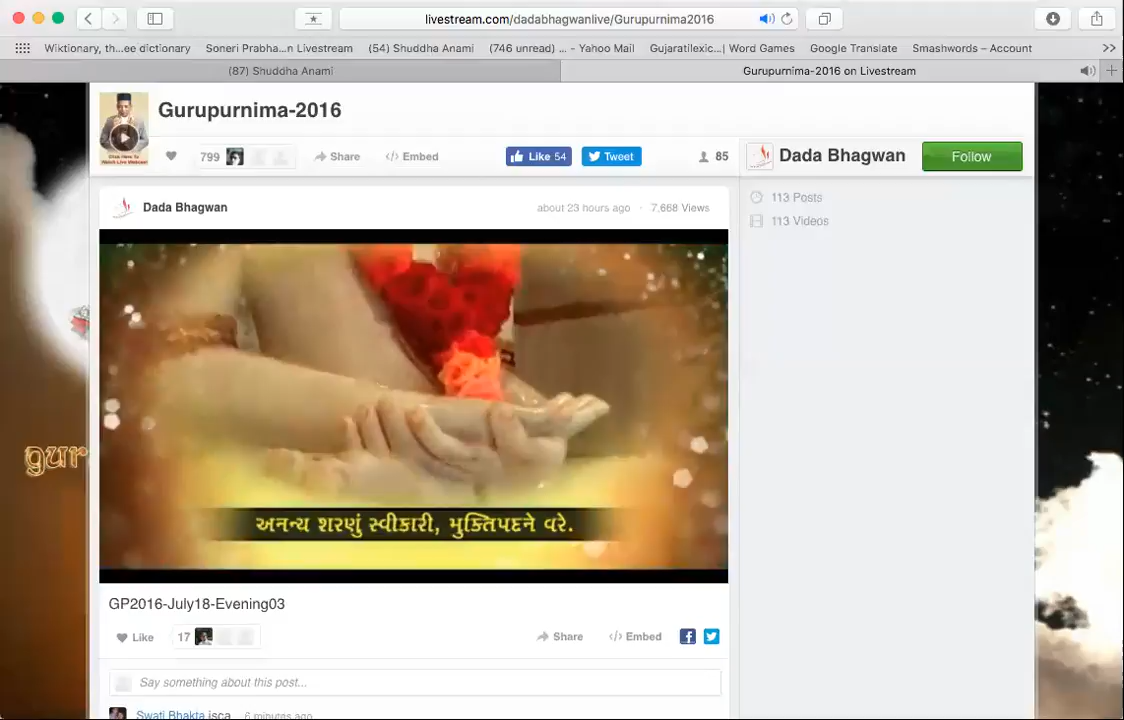 livestream.com/dadabhagwanlive/Gurupurnima2016
Wiktionary, th...ee dictionary
Soneri Prabha...n Livestream
(54) Shuddha Anami
(746 unread) ... - Yahoo Mail
Gujaratilexic...| Word Games
Google Translate
Smashwords – Account
(87) Shuddha Anami
Gurupurnima-2016 on Livestream
Gurupurnima-2016
799
Share
Embed
Like 54
Tweet
85
Dada Bhagwan
Follow
Dada Bhagwan
about 23 hours ago · 7,668 Views
113 Posts
113 Videos
gur
અનન્ય શરણું સ્વીકારી, મુક્તિપદને વરે.
GP2016-July18-Evening03
Like
17
Share
Embed
Say something about this post...
Swati Bhakta jsca 6 minutes ago